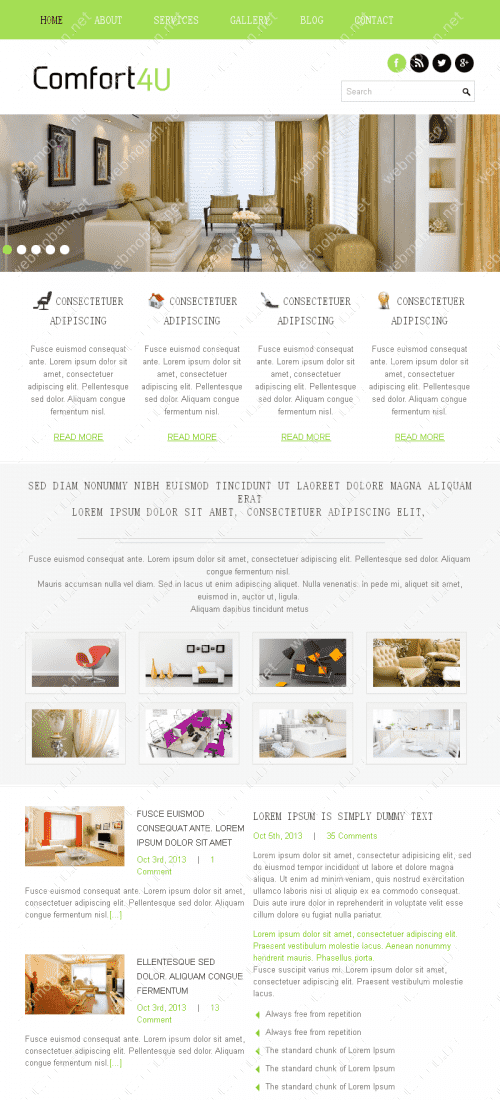 HOME ABOUT SERVICES GALLERY BLOG CONTACT
Comfort4U
Search
CONSECTETUER
ADIPISCING
Fusce euismod consequat
ante. Lorem ipsum dolor sit
amet, consectetuer
adipiscing elit. Pellentesque
sed dolor. Aliquam congue
fermentum nisl.
READ MORE
CONSECTETUER
ADIPISCING
Fusce euismod consequat
ante. Lorem ipsum dolor sit
amet, consectetuer
adipiscing elit. Pellentesque
sed dolor. Aliquam congue
fermentum nisl.
READ MORE
CONSECTETUER
ADIPISCING
Fusce euismod consequat
ante. Lorem ipsum dolor sit
amet, consectetuer
adipiscing elit. Pellentesque
sed dolor. Aliquam congue
fermentum nisl.
READ MORE
CONSECTETUER
ADIPISCING
Fusce euismod consequat
ante. Lorem ipsum dolor sit
amet, consectetuer
adipiscing elit. Pellentesque
sed dolor. Aliquam congue
fermentum nisl.
READ MORE
SED DIAM NONUMMY NIBH EUISMOD TINCIDUNT UT LAOREET DOLORE MAGNA ALIQUAM
ERAT
LOREM IPSUM DOLOR SIT AMET, CONSECTETUER ADIPISCING ELIT,
Fusce euismod consequat ante. Lorem ipsum dolor sit amet, consectetuer adipiscing elit. Pellentesque sed dolor. Aliquam
congue fermentum nisl.
Mauris accumsan nulla vel diam. Sed in lacus ut enim adipiscing aliquet. Nulla venenatis. In pede mi, aliquet sit amet,
euismod in, auctor ut, ligula.
Aliquam dapibus tincidunt metus
FUSCE EUISMOD
CONSEQUAT ANTE. LOREM
IPSUM DOLOR SIT AMET
Oct 3rd, 2013 | 1
Comment
Fusce euismod consequat ante. Lorem ipsum dolor sit amet,
consectetuer adipiscing elit. Pellentesque sed dolor. Aliquam
congue fermentum nisl.[...]
ELLENTESQUE SED
DOLOR. ALIQUAM CONGUE
FERMENTUM
Oct 3rd, 2013 | 13
Comment
Fusce euismod consequat ante. Lorem ipsum dolor sit amet,
consectetuer adipiscing elit. Pellentesque sed dolor. Aliquam
congue fermentum nisl.[...]
LOREM IPSUM IS SIMPLY DUMMY TEXT
Oct 5th, 2013 | 35 Comments
Lorem ipsum dolor sit amet, consectetur adipisicing elit, sed
do eiusmod tempor incididunt ut labore et dolore magna
aliqua. Ut enim ad minim veniam, quis nostrud exercitation
ullamco laboris nisi ut aliquip ex ea commodo consequat.
Duis aute irure dolor in reprehenderit in voluptate velit esse
cillum dolore eu fugiat nulla pariatur.
Lorem ipsum dolor sit amet, consectetuer adipiscing elit.
Praesent vestibulum molestie lacus. Aenean nonummy
hendrerit mauris. Phasellus porta.
Fusce suscipit varius mi. Lorem ipsum dolor sit amet,
consectetuer adipiscing elit. Praesent vestibulum molestie
lacus.
Always free from repetition
Always free from repetition
The standard chunk of Lorem Ipsum
The standard chunk of Lorem Ipsum
The standard chunk of Lorem Ipsum
webmoban.net